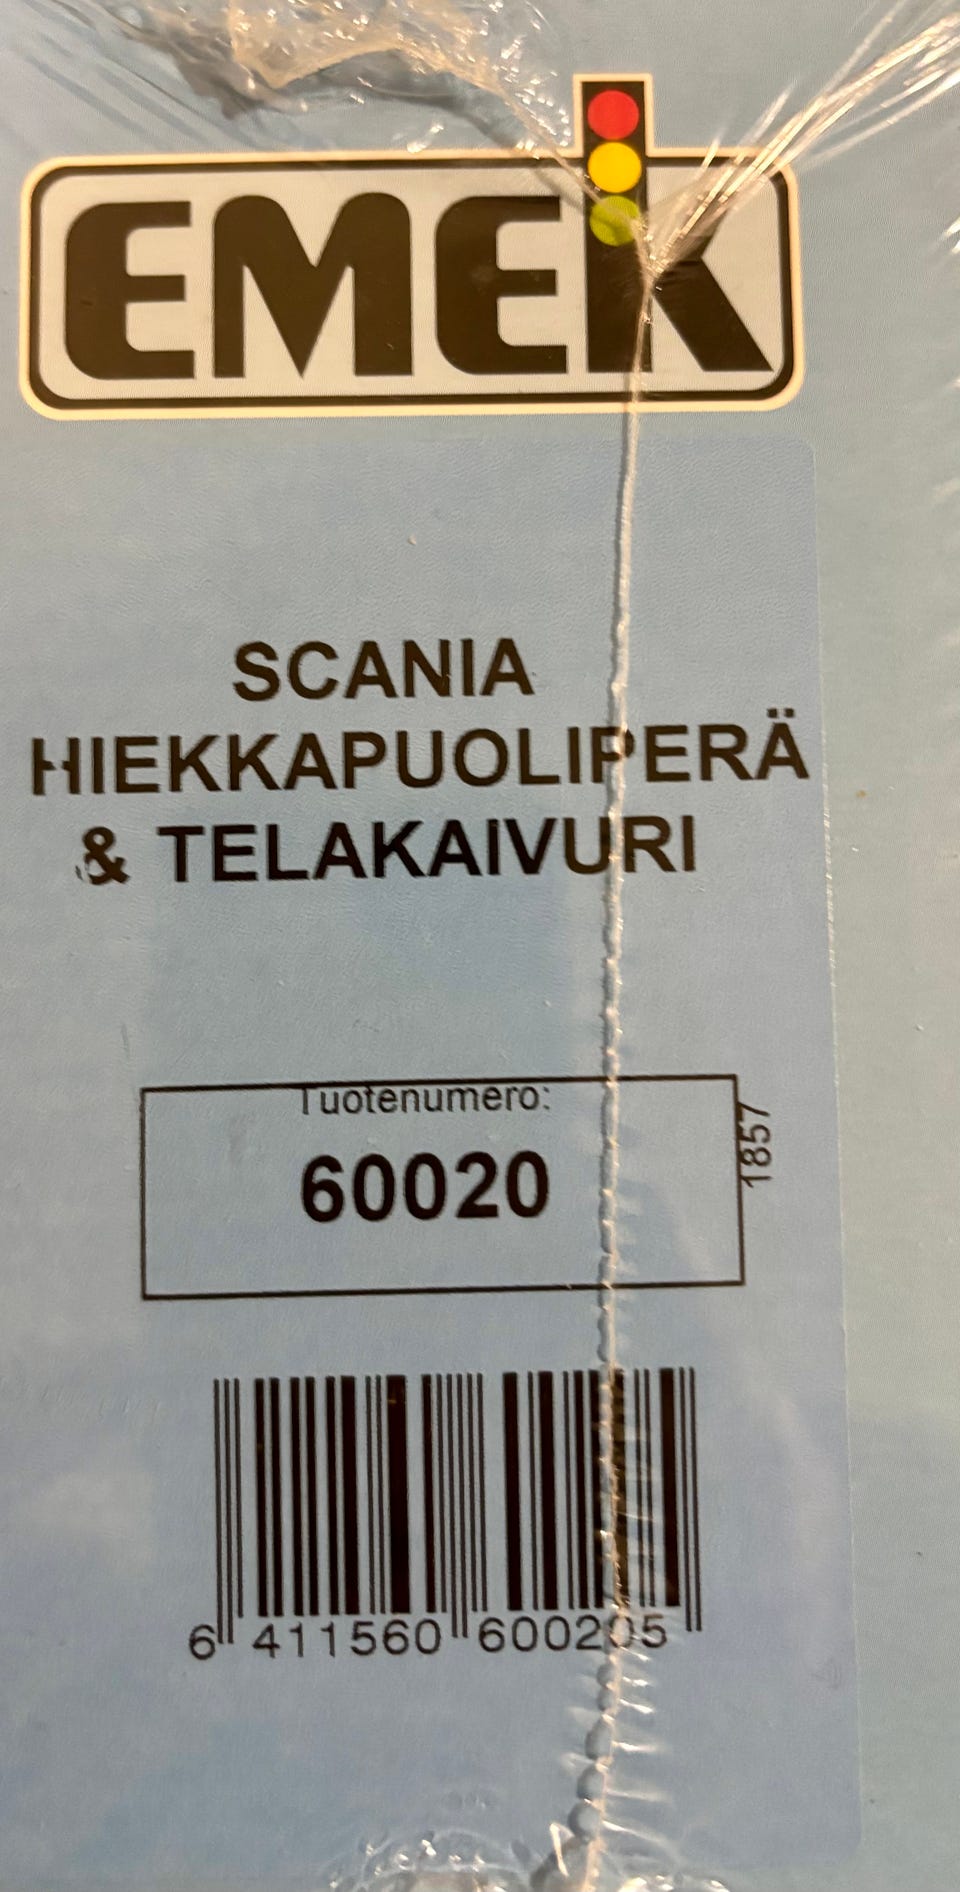 EMEK
SCANIA
HIEKKAPUOLIPERÄ
& TELAKAIVURI
Tuotenumero:
60020
1857
6 411560 600205